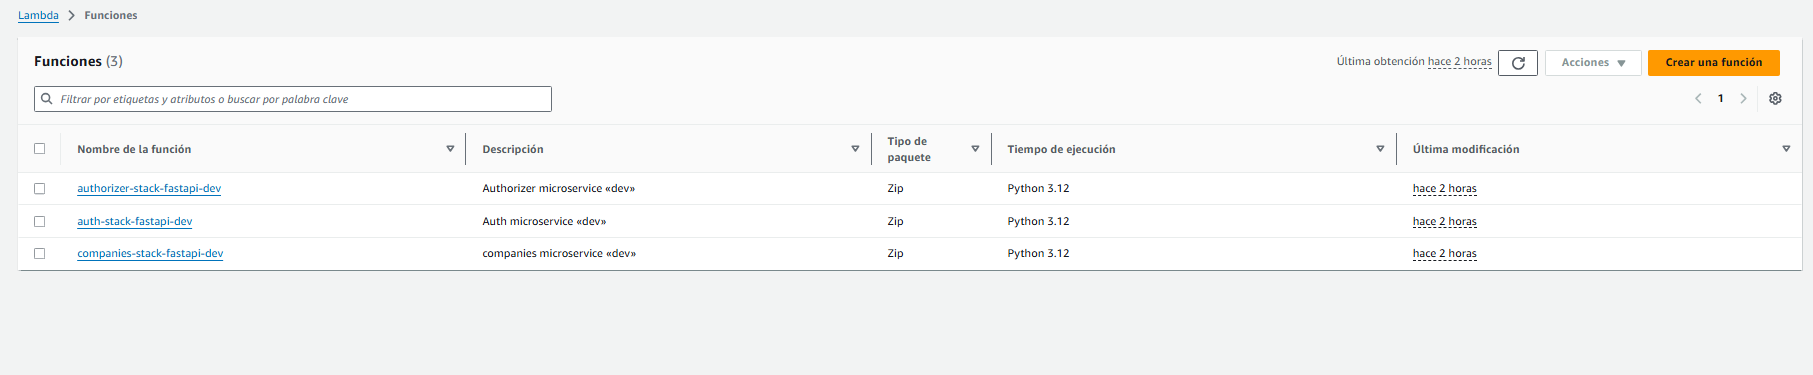 Lambda > Funciones
Funciones (3)
Última obtención hace 2 horas
Acciones
Crear una función
Filtrar por etiquetas y atributos o buscar por palabra clave
1
Nombre de la función Descripción Tipo de paquete Tiempo de ejecución Última modificación
authorizer-stack-fastapi-dev Authorizer microservice «dev» Zip Python 3.12 hace 2 horas
auth-stack-fastapi-dev Auth microservice «dev» Zip Python 3.12 hace 2 horas
companies-stack-fastapi-dev companies microservice «dev» Zip Python 3.12 hace 2 horas